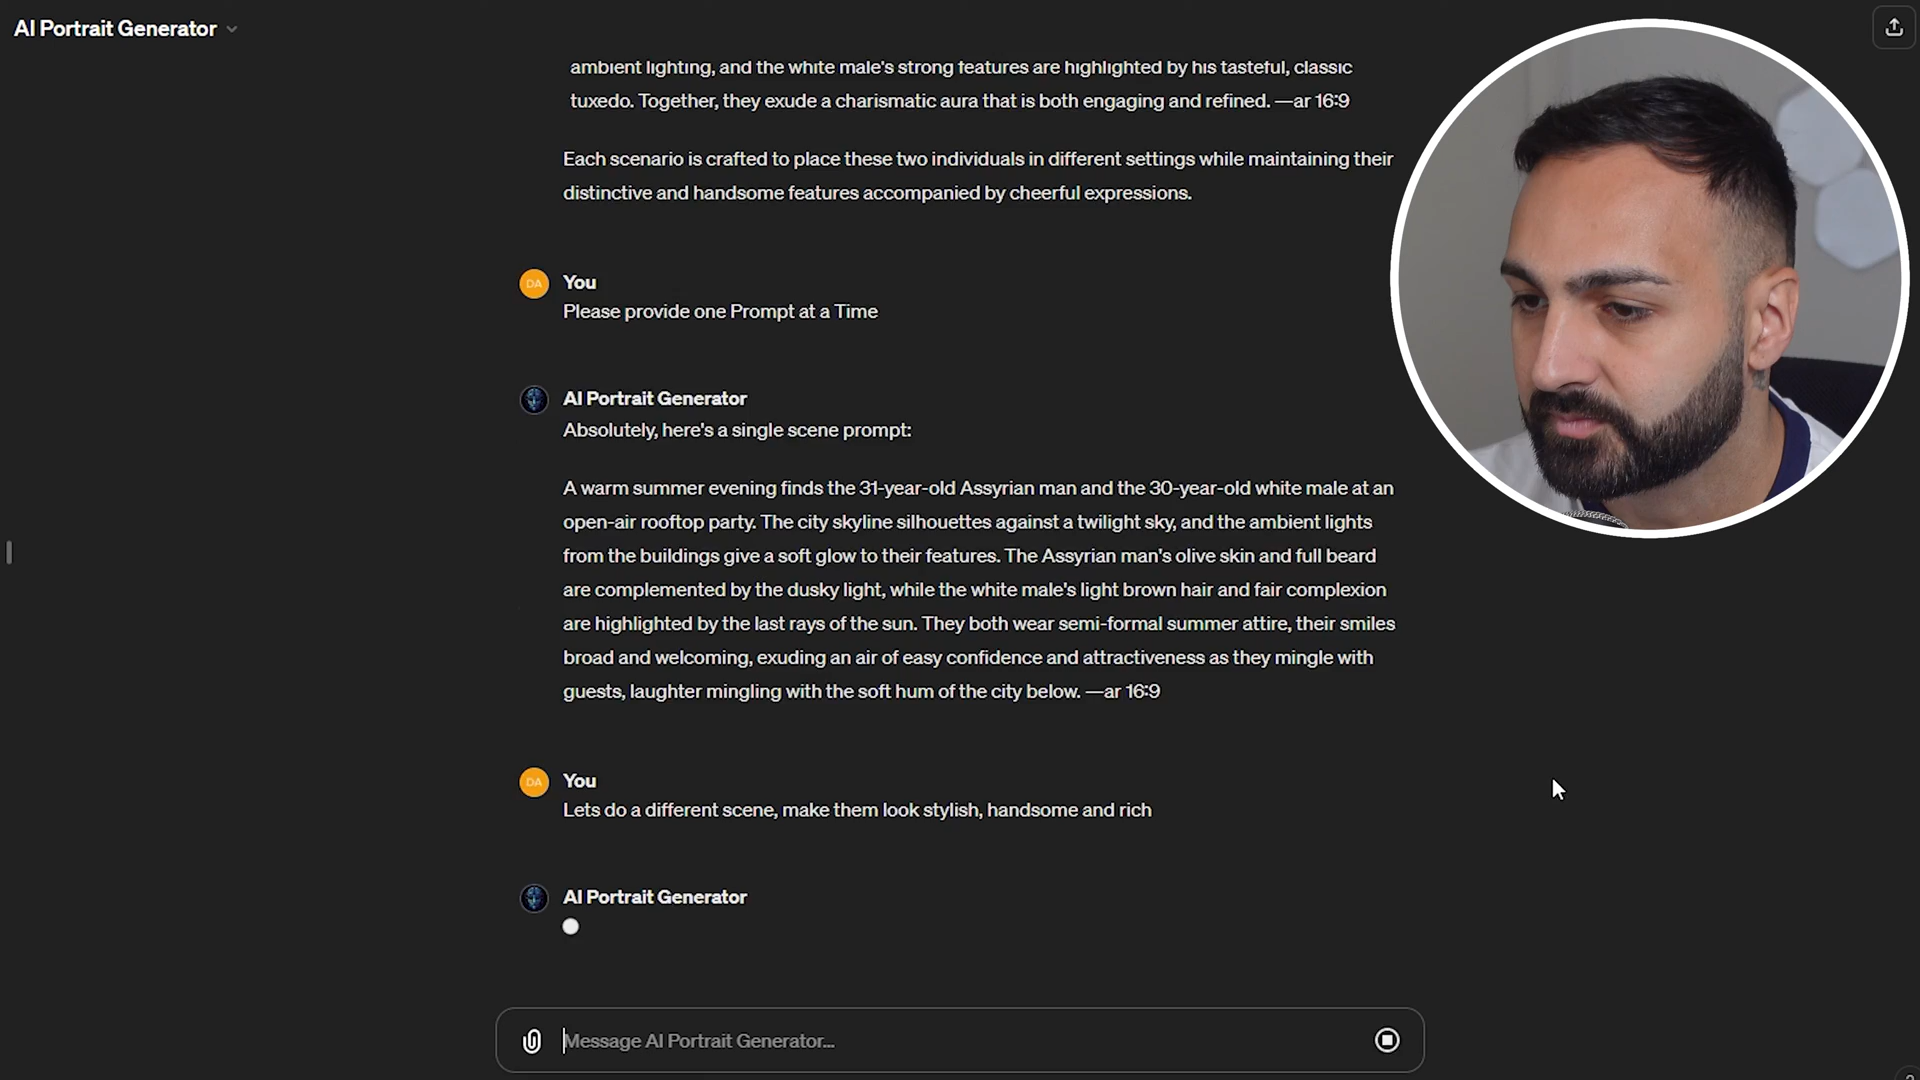 AI Portrait Generator
ambient lighting, and the white male's strong features are highlighted by his tasteful, classic
tuxedo. Together, they exude a charismatic aura that is both engaging and refined. —ar 16:9
Each scenario is crafted to place these two individuals in different settings while maintaining their
distinctive and handsome features accompanied by cheerful expressions.
DA
You
Please provide one Prompt at a Time
AI Portrait Generator
Absolutely, here's a single scene prompt:
A warm summer evening finds the 31-year-old Assyrian man and the 30-year-old white male at an
open-air rooftop party. The city skyline silhouettes against a twilight sky, and the ambient lights
from the buildings give a soft glow to their features. The Assyrian man's olive skin and full beard
are complemented by the dusky light, while the white male's light brown hair and fair complexion
are highlighted by the last rays of the sun. They both wear semi-formal summer attire, their smiles
broad and welcoming, exuding an air of easy confidence and attractiveness as they mingle with
guests, laughter mingling with the soft hum of the city below. —ar 16:9
DA
You
Lets do a different scene, make them look stylish, handsome and rich
AI Portrait Generator
Message AI Portrait Generator...